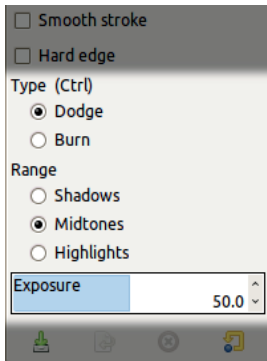 Smooth stroke
Hard edge
Type (Ctrl)
Dodge
Burn
Range
Shadows
Midtones
Highlights
Exposure
50.0